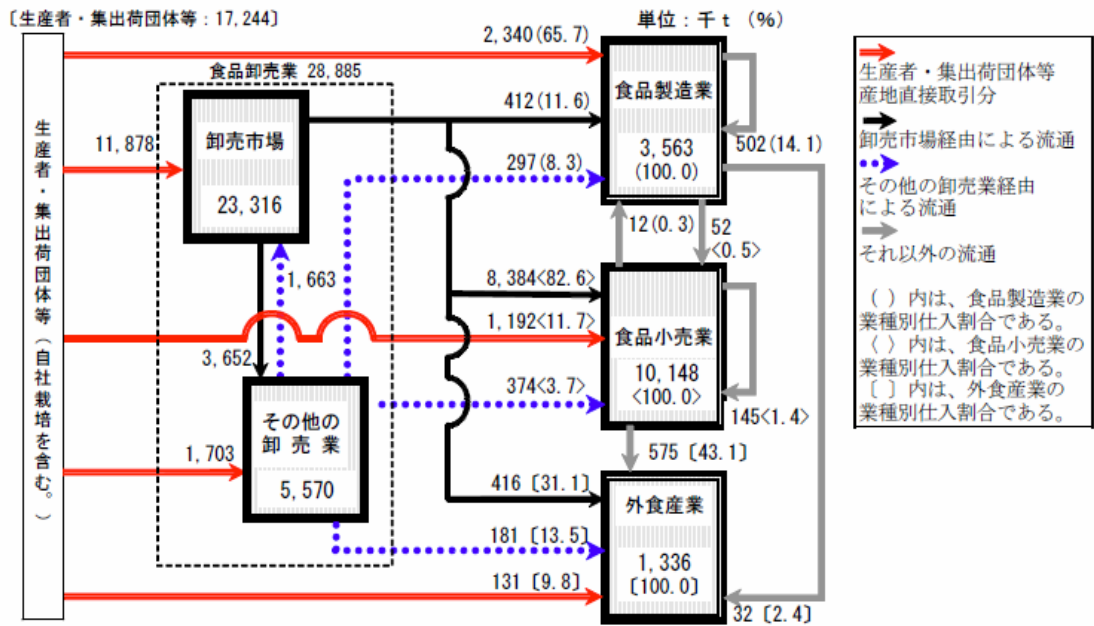 〔生産者・集出荷団体等：17,244〕
単位：千ｔ（%）
生産者・集出荷団体等（自社栽培を含む。）
食品卸売業 28,885
卸売市場
23,316
その他の
卸 売 業
5,570
11,878
1,663
3,652
1,703
2,340(65.7)
412(11.6)
297(8.3)
8,384<82.6>
1,192<11.7>
374<3.7>
416〔31.1〕
181〔13.5〕
131〔9.8〕
食品製造業
3,563
(100.0)
502(14.1)
12(0.3)
52
<0.5>
食品小売業
10,148
<100.0>
145<1.4>
575〔43.1〕
外食産業
1,336
〔100.0〕
32〔2.4〕
生産者・集出荷団体等
産地直接取引分
卸売市場経由による流通
その他の卸売業経由
による流通
それ以外の流通
（ ）内は、食品製造業の
業種別仕入割合である。
〈 〉内は、食品小売業の
業種別仕入割合である。
〔 〕内は、外食産業の
業種別仕入割合である。